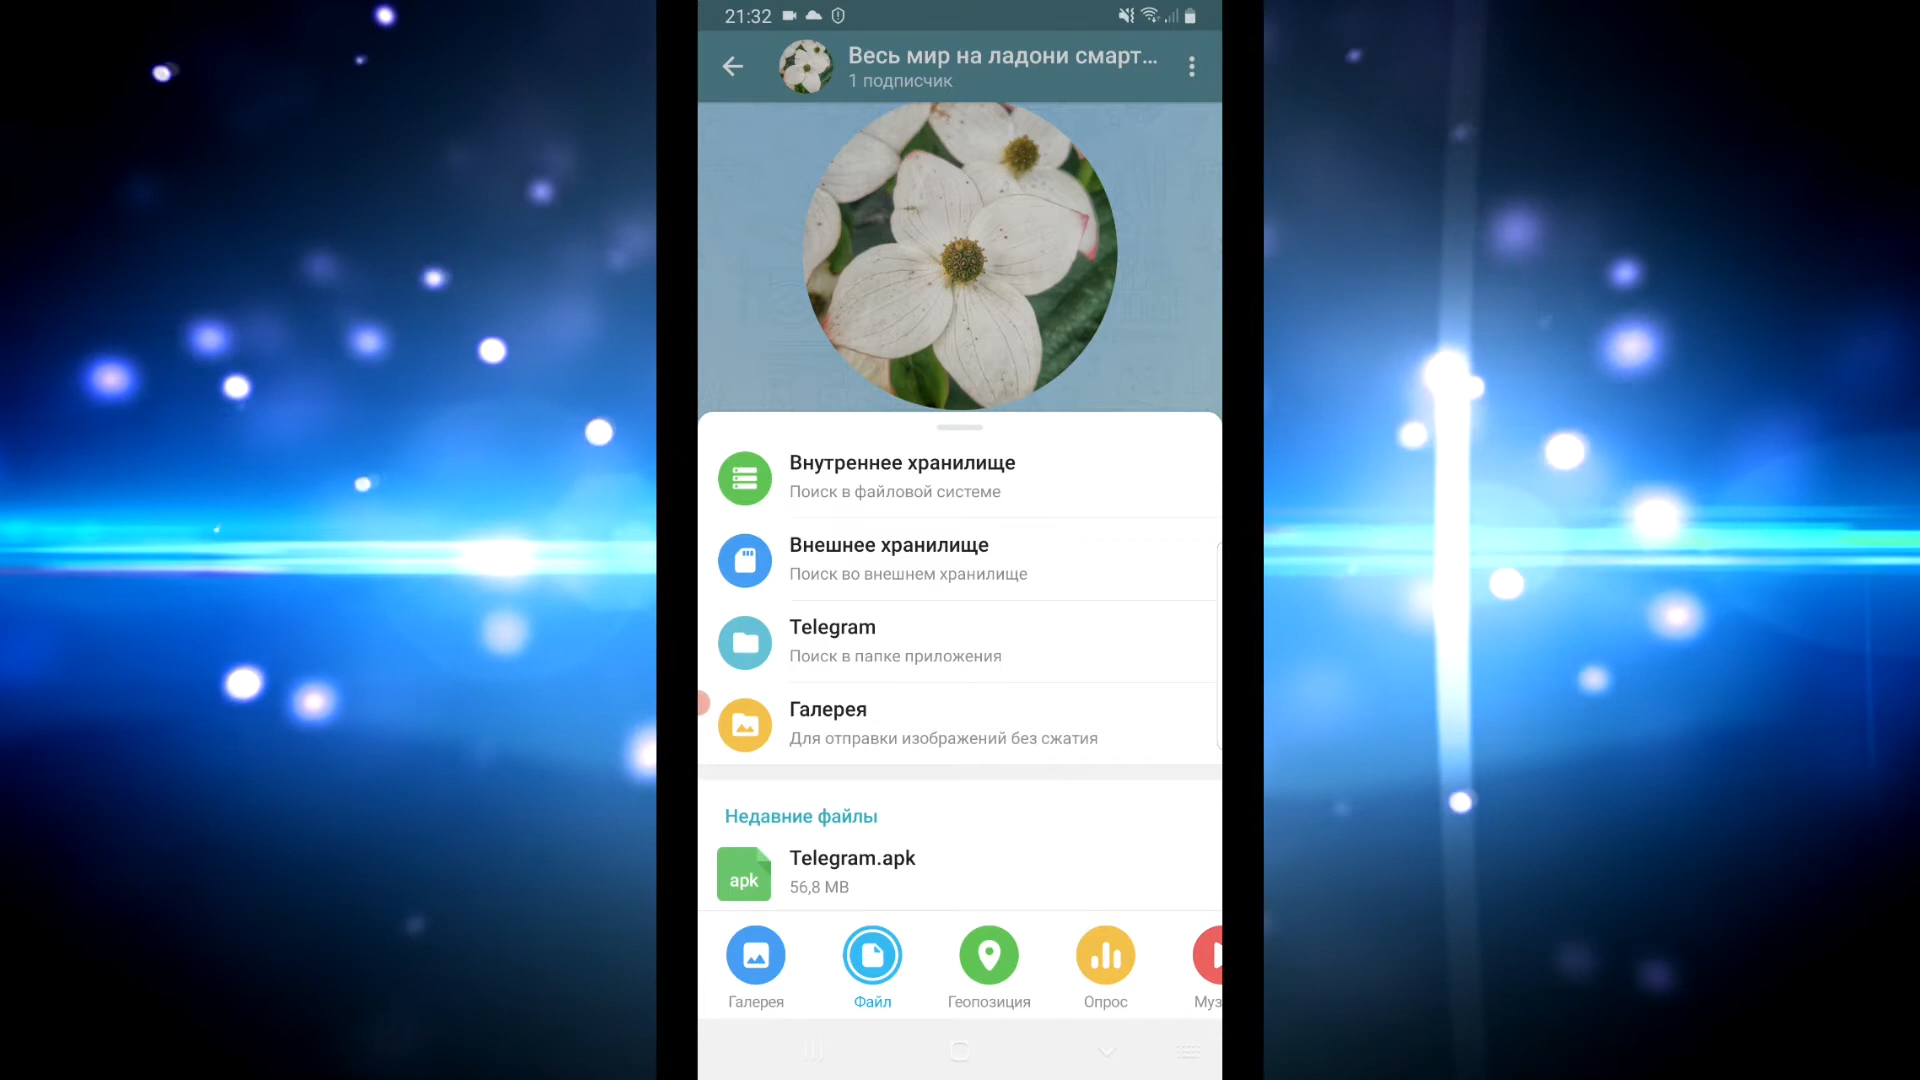 21:32
Весь мир на ладони смарт...
1 подписчик
Внутреннее хранилище
Поиск в файловой системе
Внешнее хранилище
Поиск во внешнем хранилище
Telegram
Поиск в папке приложения
Галерея
Для отправки изображений без сжатия
Недавние файлы
Telegram.apk
apk
56,8 MB
Галерея
Файл
Геопозиция
Опрос
Муз